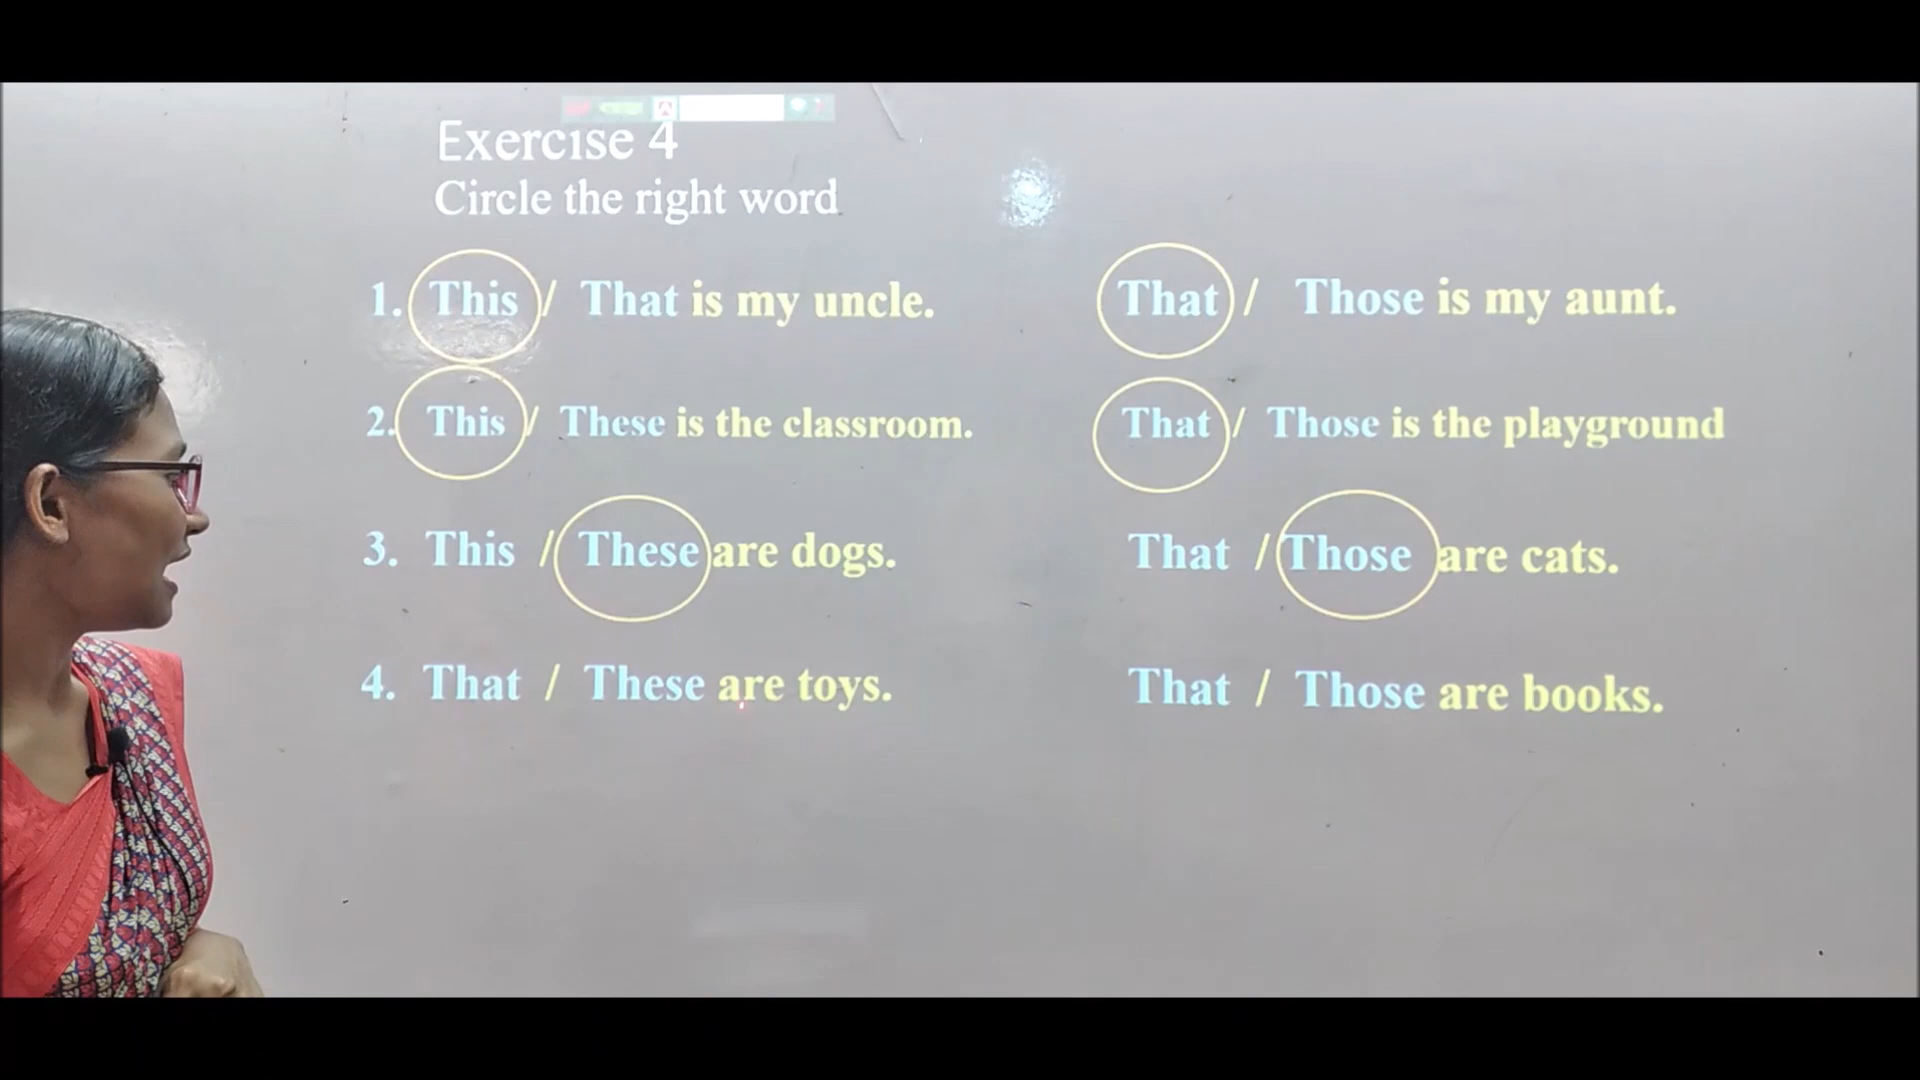 Exercise 4
Circle the right word
1. This / That is my uncle. That / Those is my aunt.
2. This / These is the classroom. That / Those is the playground
3. This / These are dogs. That / Those are cats.
4. That / These are toys. That / Those are books.